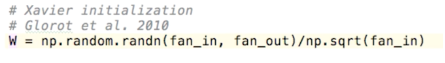 # Xavier initialization
# Glorot et al. 2010
W = np.random.randn(fan_in, fan_out)/np.sqrt(fan_in)